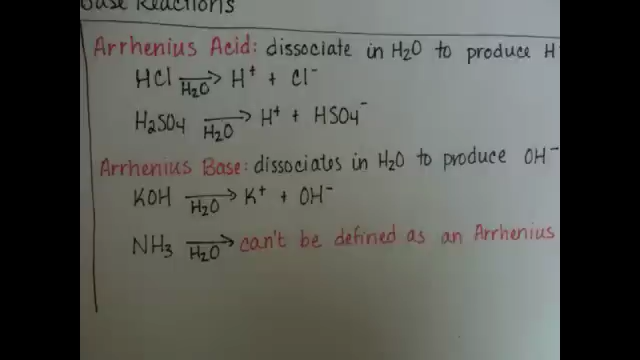 Base Reactions
Arrhenius Acid: dissociate in H₂O to produce H
HCl →H₂O H⁺ + Cl⁻
H₂SO₄ →H₂O H⁺ + HSO₄⁻
Arrhenius Base: dissociates in H₂O to produce OH⁻
KOH →H₂O K⁺ + OH⁻
NH₃ →H₂O can't be defined as an Arrhenius